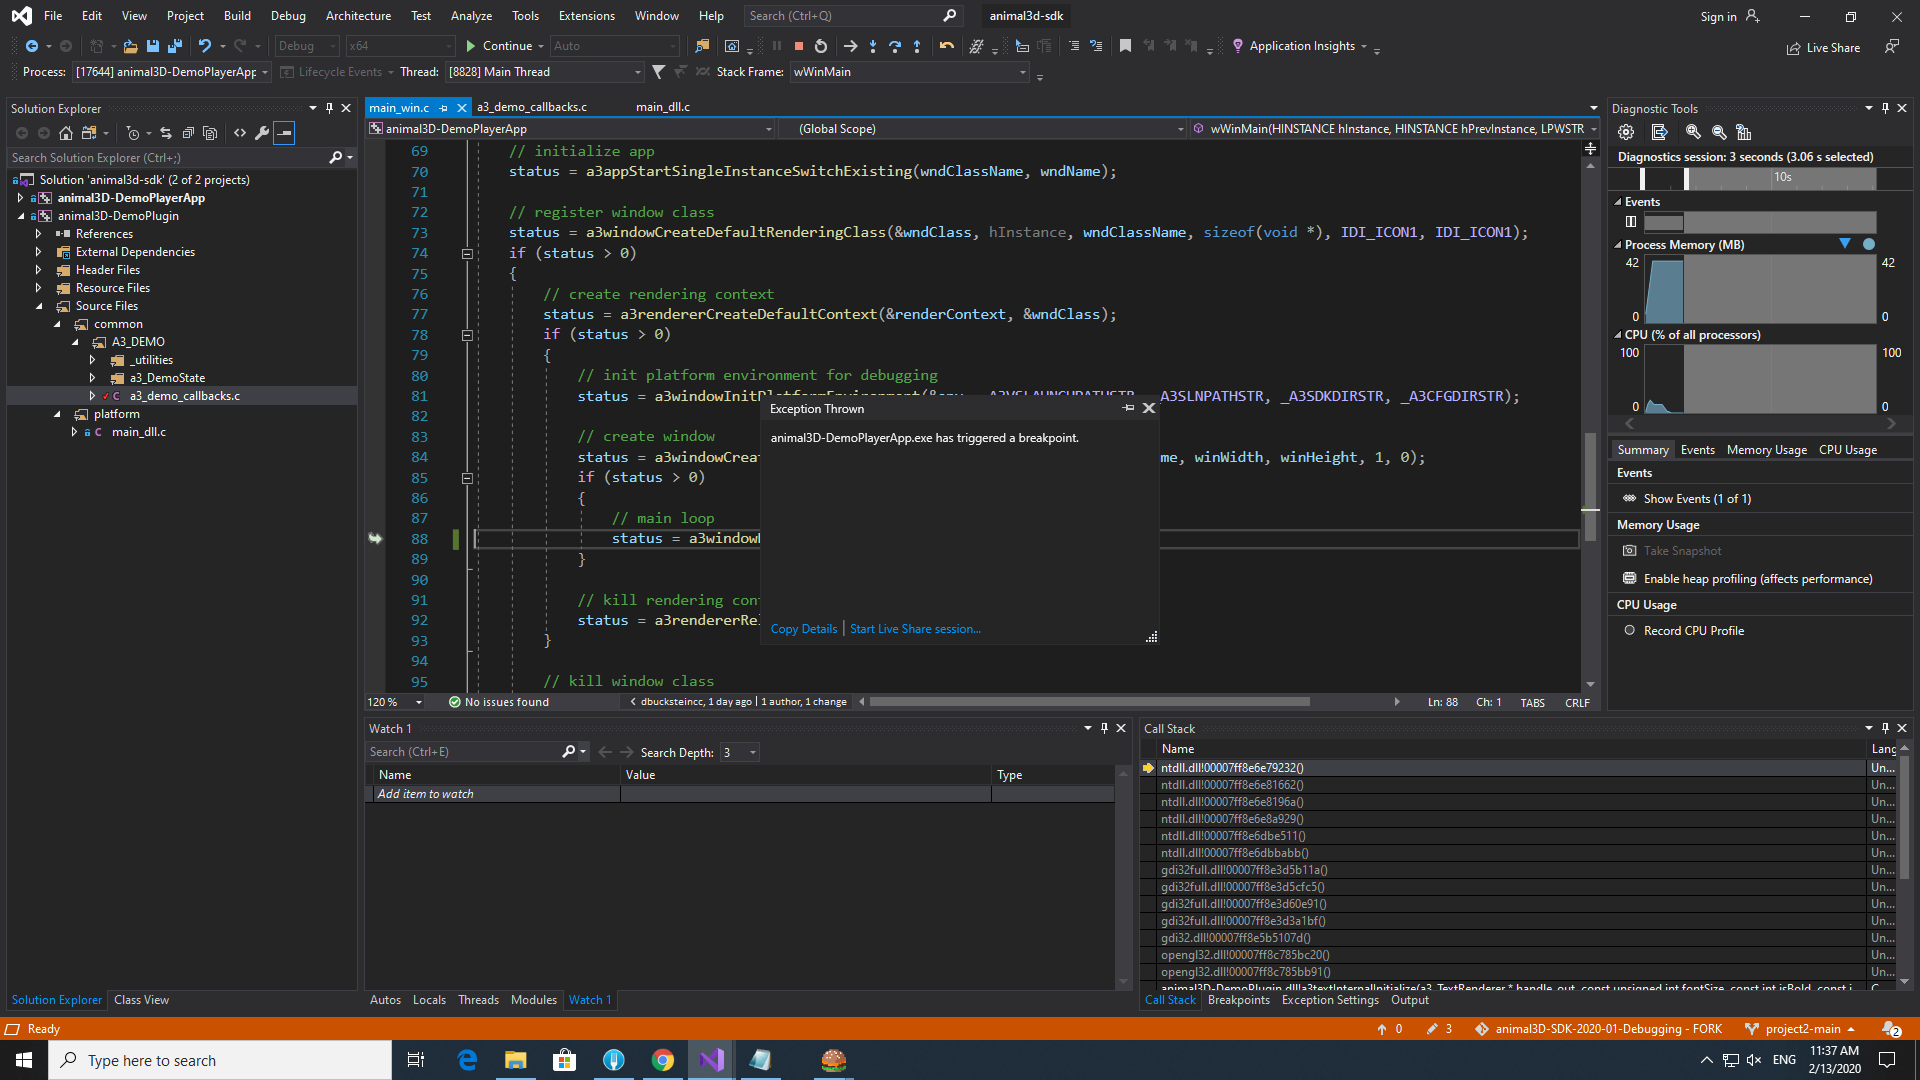 File Edit View Project Build Debug Architecture Test Analyze Tools Extensions Window Help Search (Ctrl+Q) animal3d-sdk Sign in
Debug x64 Continue Auto Application Insights Live Share
Process: [17644] animal3D-DemoPlayerApp Lifecycle Events Thread: [8828] Main Thread Stack Frame: wWinMain
Solution Explorer
Search Solution Explorer (Ctrl+;)
Solution 'animal3d-sdk' (2 of 2 projects)
animal3D-DemoPlayerApp
animal3D-DemoPlugin
References
External Dependencies
Header Files
Resource Files
Source Files
common
A3_DEMO
_utilities
a3_DemoState
a3_demo_callbacks.c
platform
main_dll.c
Solution Explorer Class View
main_win.c a3_demo_callbacks.c main_dll.c
animal3D-DemoPlayerApp (Global Scope) wWinMain(HINSTANCE hInstance, HINSTANCE hPrevInstance, LPWSTR
69 // initialize app
70 status = a3appStartSingleInstanceSwitchExisting(wndClassName, wndName);
71
72 // register window class
73 status = a3windowCreateDefaultRenderingClass(&wndClass, hInstance, wndClassName, sizeof(void *), IDI_ICON1, IDI_ICON1);
74 if (status > 0)
75 {
76 // create rendering context
77 status = a3rendererCreateDefaultContext(&renderContext, &wndClass);
78 if (status > 0)
79 {
80 // init platform environment for debugging
81 status = a3windowInitPlatformEnvironment(&env, _A3VSLAUNCHPATHSTR, _A3SLNPATHSTR, _A3SDKDIRSTR, _A3CFGDIRSTR);
82
83 // create window
84 status = a3windowCrea me, winWidth, winHeight, 1, 0);
85 if (status > 0)
86 {
87 // main loop
88 status = a3window
89 }
90
91 // kill rendering con
92 status = a3rendererRel
93 }
94
95 // kill window class
Exception Thrown
animal3D-DemoPlayerApp.exe has triggered a breakpoint.
Copy Details | Start Live Share session...
120 % No issues found dbucksteincc, 1 day ago | 1 author, 1 change Ln: 88 Ch: 1 TABS CRLF
Diagnostic Tools
Diagnostics session: 3 seconds (3.06 s selected)
10s
Events
Process Memory (MB)
42 42
0 0
CPU (% of all processors)
100 100
0 0
Summary Events Memory Usage CPU Usage
Events
Show Events (1 of 1)
Memory Usage
Take Snapshot
Enable heap profiling (affects performance)
CPU Usage
Record CPU Profile
Watch 1
Search (Ctrl+E) Search Depth: 3
Name Value Type
Add item to watch
Autos Locals Threads Modules Watch 1
Call Stack
Name Lang
ntdll.dll!00007ff8e6e79232() Un...
ntdll.dll!00007ff8e6e81662() Un...
ntdll.dll!00007ff8e6e8196a() Un...
ntdll.dll!00007ff8e6e8a929() Un...
ntdll.dll!00007ff8e6dbe511() Un...
ntdll.dll!00007ff8e6dbbabb() Un...
gdi32full.dll!00007ff8e3d5b11a() Un...
gdi32full.dll!00007ff8e3d5cfc5() Un...
gdi32full.dll!00007ff8e3d60e91() Un...
gdi32full.dll!00007ff8e3d3a1bf() Un...
gdi32.dll!00007ff8e5b5107d() Un...
opengl32.dll!00007ff8c785bc20() Un...
opengl32.dll!00007ff8c785bb91() Un...
animal3D-DemoPlugin.dll!a3textInternalInitialize(a3_TextRenderer * handle_out, const unsigned int fontSize, const int isBold, const i C
Call Stack Breakpoints Exception Settings Output
Ready 0 3 animal3D-SDK-2020-01-Debugging - FORK project2-main 2
Type here to search ENG 11:37 AM
2/13/2020